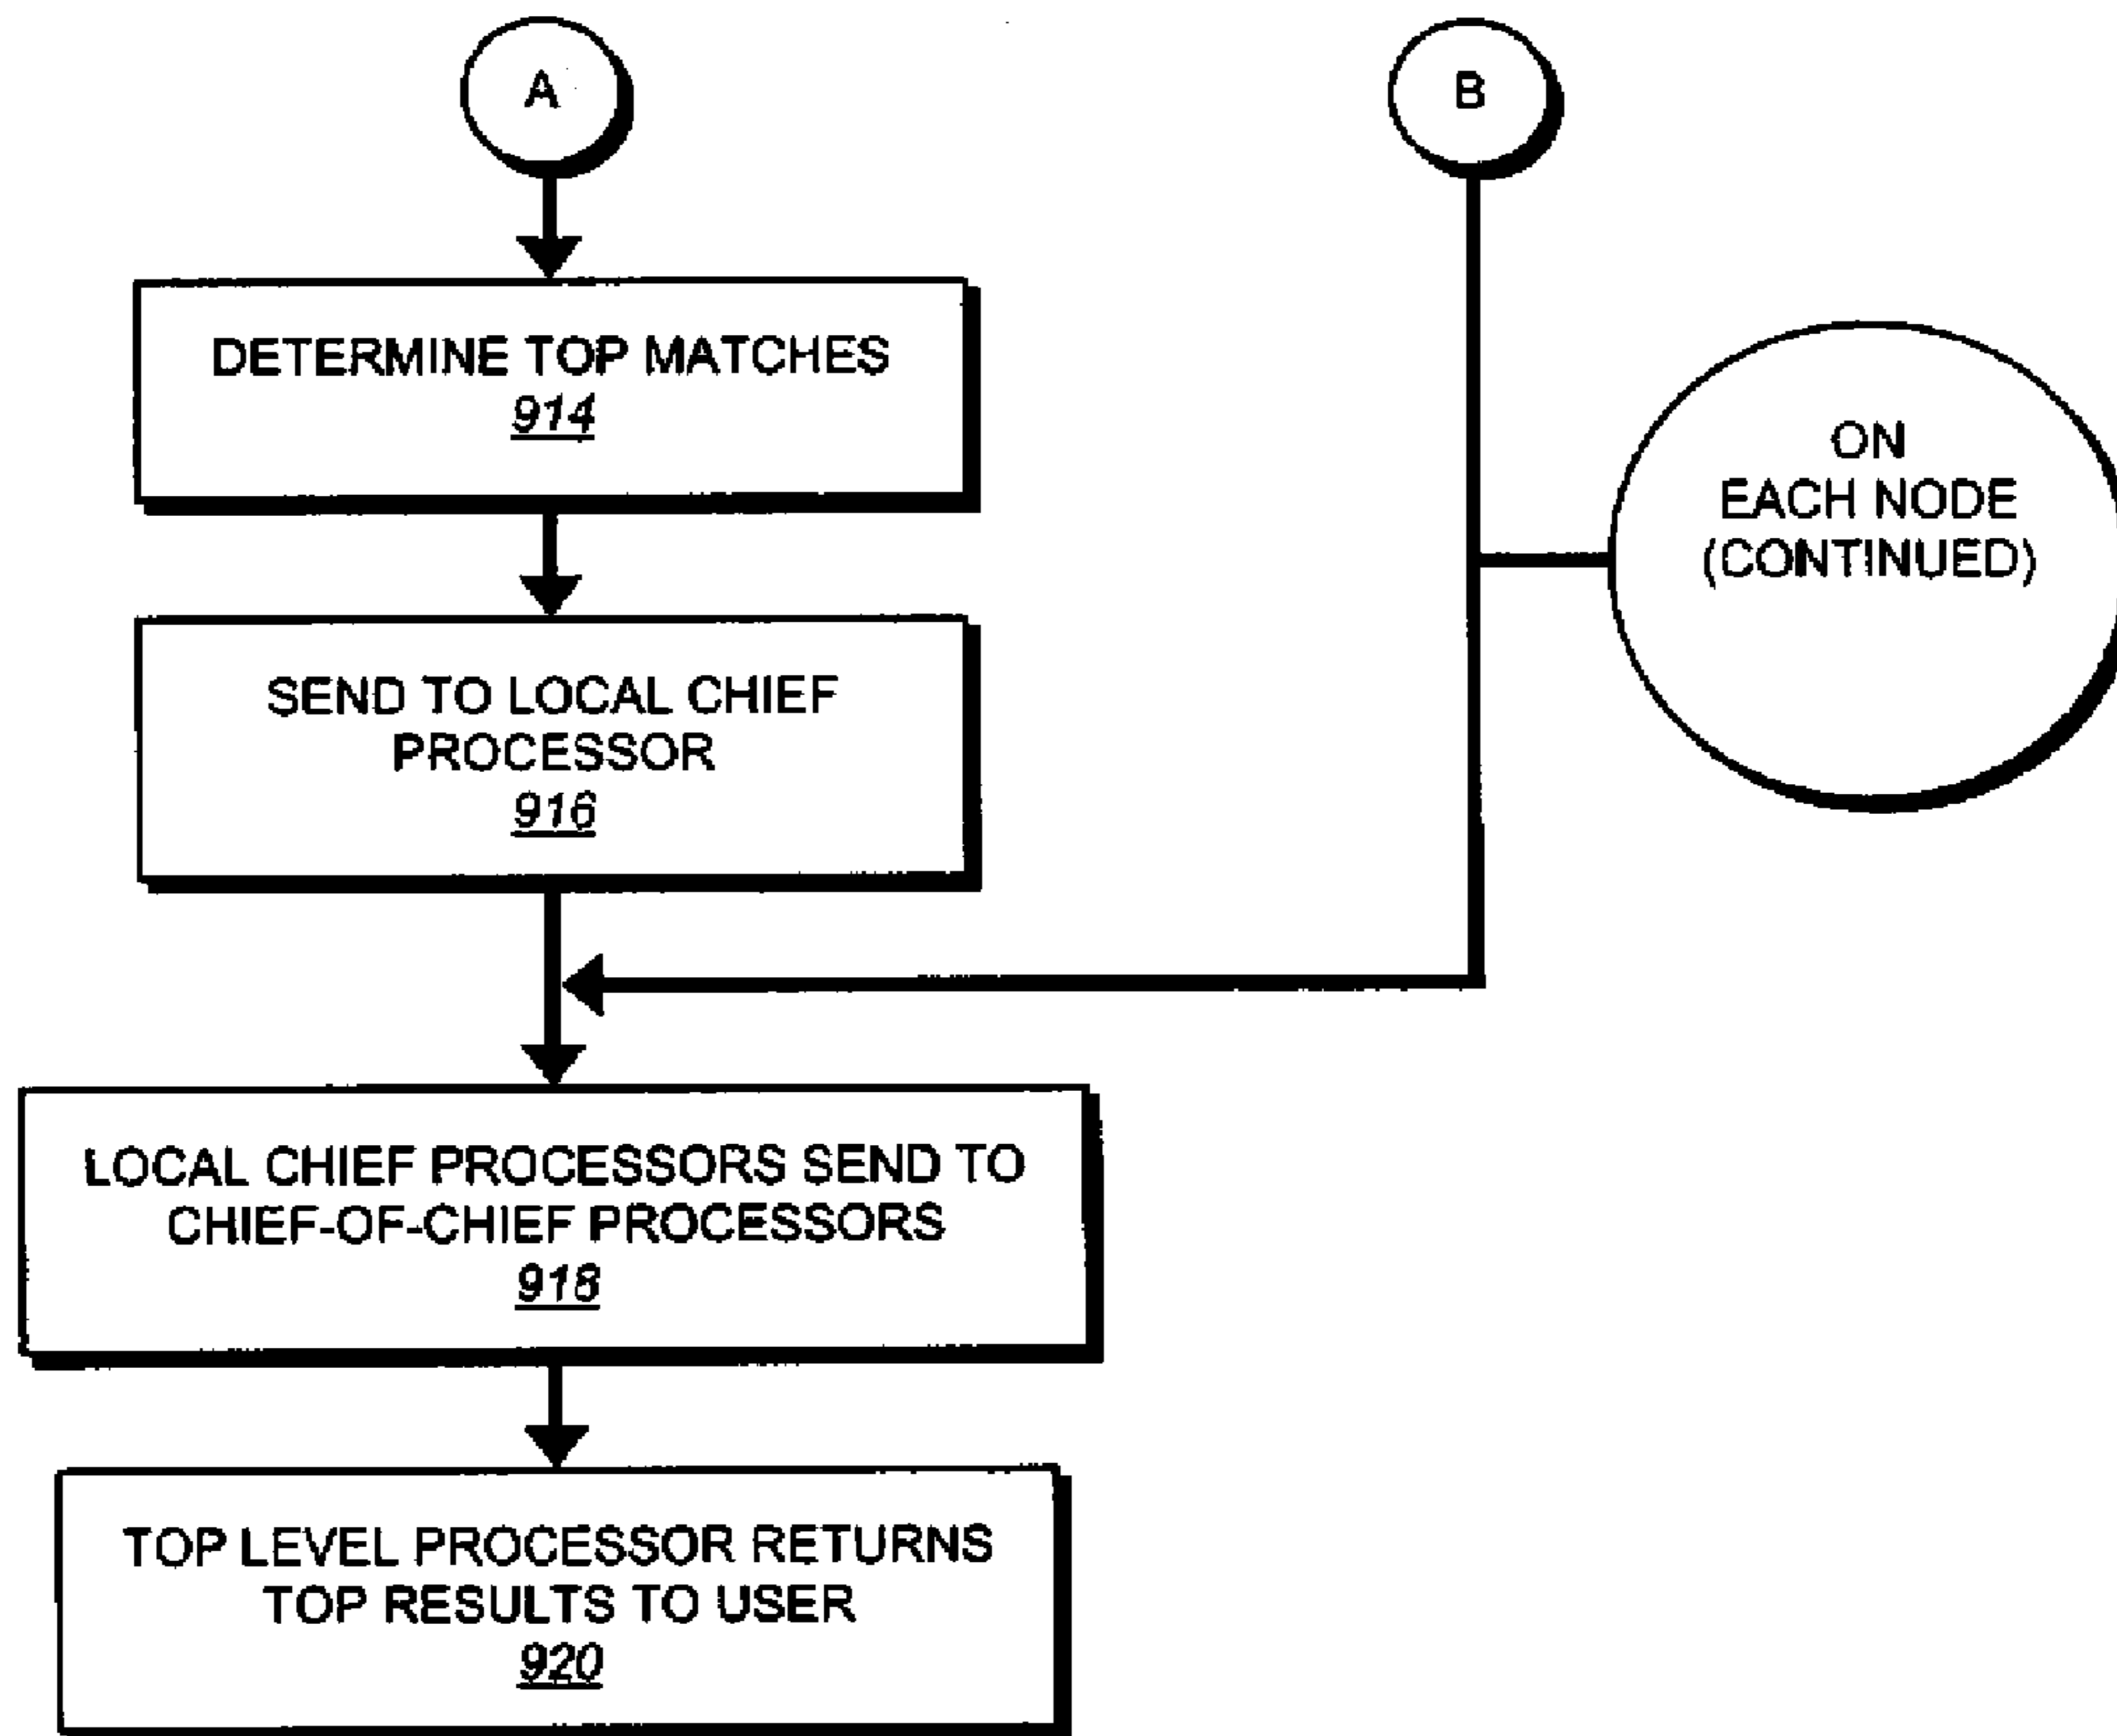 A
B
DETERMINE TOP MATCHES
914
ON
EACH NODE
(CONTINUED)
SEND TO LOCAL CHIEF
PROCESSOR
916
LOCAL CHIEF PROCESSORS SEND TO
CHIEF-OF-CHIEF PROCESSORS
918
TOP LEVEL PROCESSOR RETURNS
TOP RESULTS TO USER
920